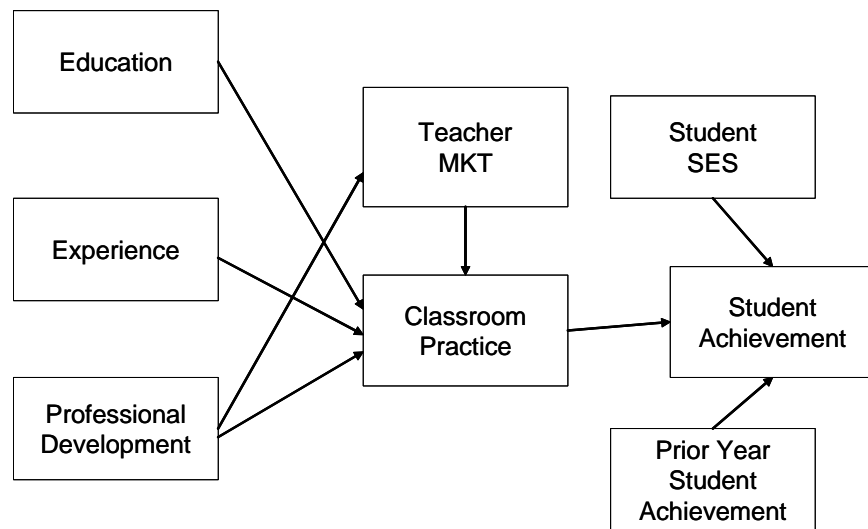 Education
Teacher
MKT
Student
SES
Experience
Classroom
Practice
Student
Achievement
Professional
Development
Prior Year
Student
Achievement